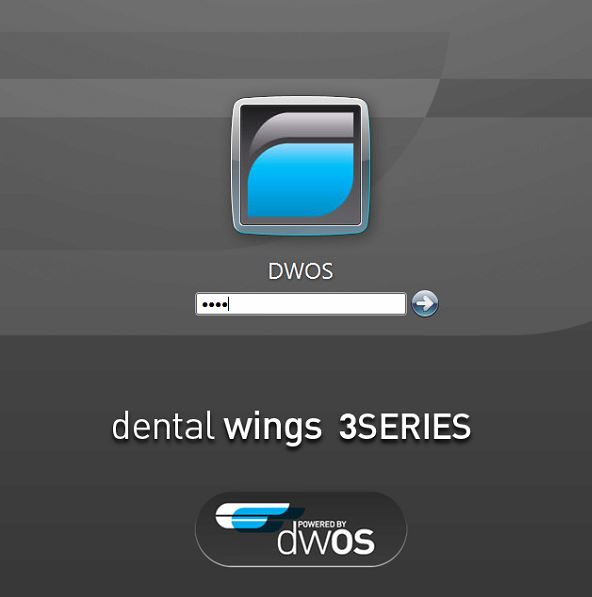 DWOS
••••
dental wings 3SERIES
POWERED BY
dwos